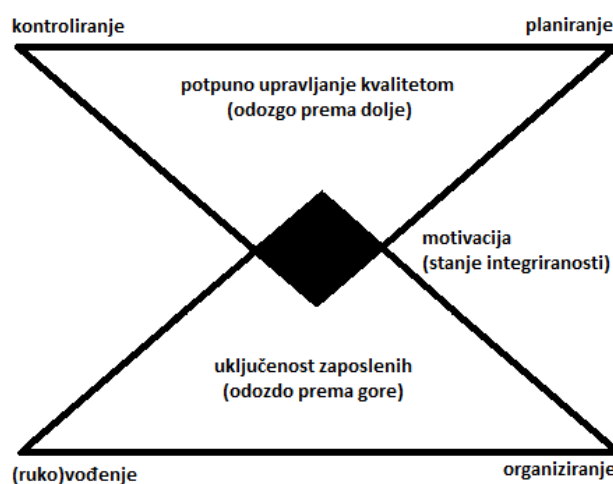 kontroliranje
planiranje
potpuno upravljanje kvalitetom
(odozgo prema dolje)
motivacija
(stanje integriranosti)
uključenost zaposlenih
(odozdo prema gore)
(ruko)vođenje
organiziranje